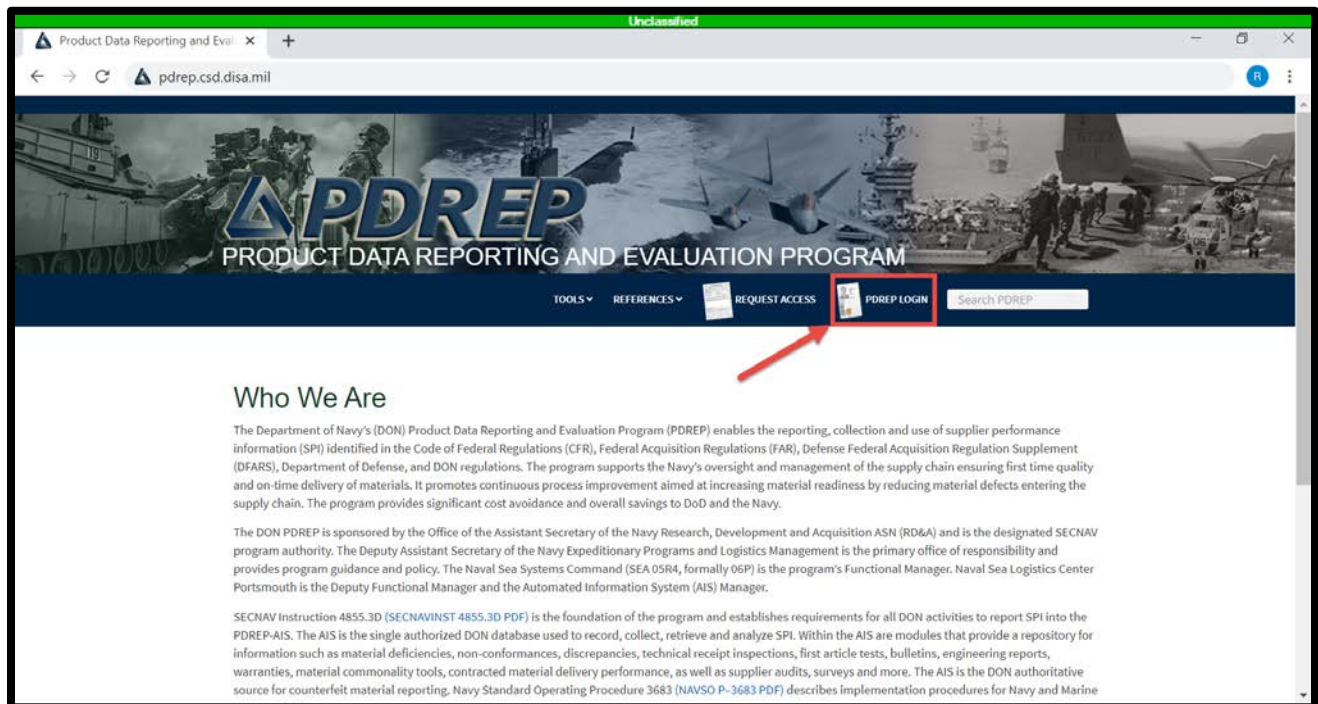 Unclassified
Product Data Reporting and Eval
pdrep.csd.disa.mil
R
19
PDREP
PRODUCT DATA REPORTING AND EVALUATION PROGRAM
06
TOOLS REFERENCES REQUEST ACCESS PDREP LOGIN Search PDREP
Who We Are
The Department of Navy's (DON) Product Data Reporting and Evaluation Program (PDREP) enables the reporting, collection and use of supplier performance
information (SPI) identified in the Code of Federal Regulations (CFR), Federal Acquisition Regulations (FAR), Defense Federal Acquisition Regulation Supplement
(DFARS), Department of Defense, and DON regulations. The program supports the Navy's oversight and management of the supply chain ensuring first time quality
and on-time delivery of materials. It promotes continuous process improvement aimed at increasing material readiness by reducing material defects entering the
supply chain. The program provides significant cost avoidance and overall savings to DoD and the Navy.
The DON PDREP is sponsored by the Office of the Assistant Secretary of the Navy Research, Development and Acquisition ASN (RD&A) and is the designated SECNAV
program authority. The Deputy Assistant Secretary of the Navy Expeditionary Programs and Logistics Management is the primary office of responsibility and
provides program guidance and policy. The Naval Sea Systems Command (SEA 05R4, formally 06P) is the program's Functional Manager. Naval Sea Logistics Center
Portsmouth is the Deputy Functional Manager and the Automated Information System (AIS) Manager.
SECNAV Instruction 4855.3D (SECNAVINST 4855.3D PDF) is the foundation of the program and establishes requirements for all DON activities to report SPI into the
PDREP-AIS. The AIS is the single authorized DON database used to record, collect, retrieve and analyze SPI. Within the AIS are modules that provide a repository for
information such as material deficiencies, non-conformances, discrepancies, technical receipt inspections, first article tests, bulletins, engineering reports,
warranties, material commonality tools, contracted material delivery performance, as well as supplier audits, surveys and more. The AIS is the DON authoritative
source for counterfeit material reporting. Navy Standard Operating Procedure 3683 (NAVSO P-3683 PDF) describes implementation procedures for Navy and Marine